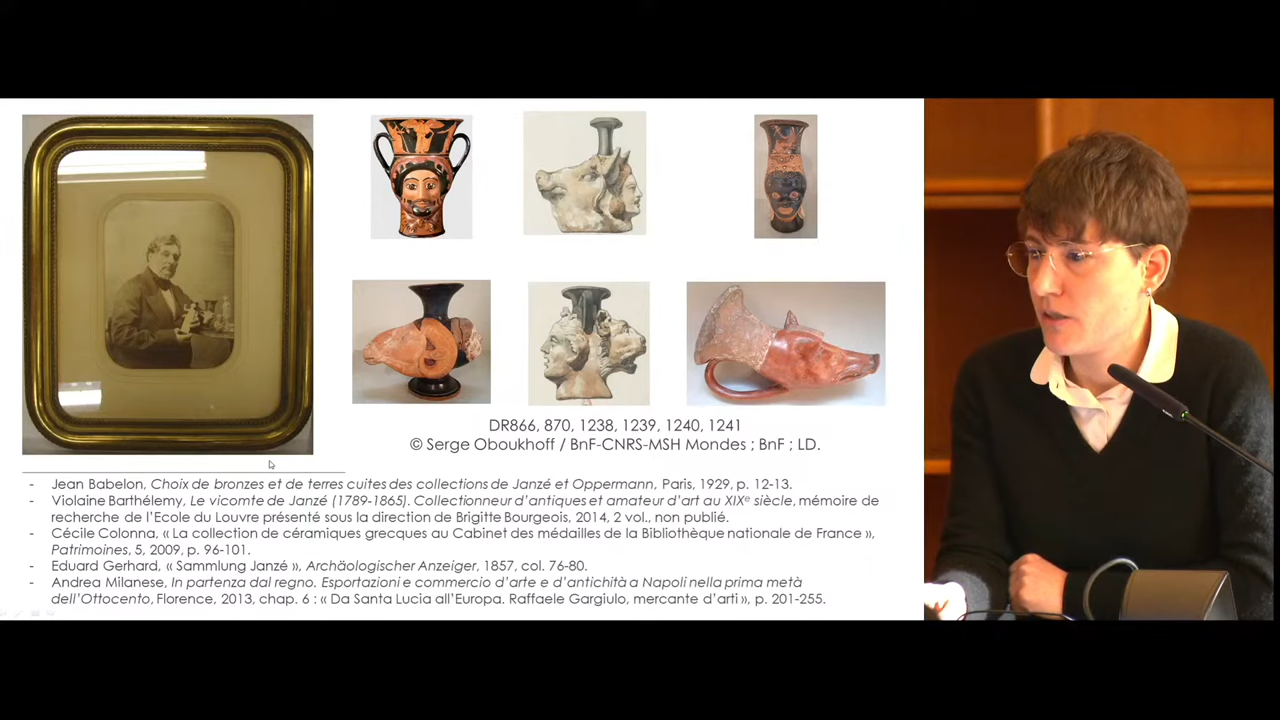 DR866, 870, 1238, 1239, 1240, 1241
© Serge Oboukhoff / BnF-CNRS-MSH Mondes ; BnF ; LD.
- Jean Babelon, Choix de bronzes et de terres cuites des collections de Janzé et Oppermann, Paris, 1929, p. 12-13.
- Violaine Barthélemy, Le vicomte de Janzé (1789-1865). Collectionneur d’antiques et amateur d’art au XIXe siècle, mémoire de
recherche de l’Ecole du Louvre présenté sous la direction de Brigitte Bourgeois, 2014, 2 vol., non publié.
- Cécile Colonna, « La collection de céramiques grecques au Cabinet des médailles de la Bibliothèque nationale de France »,
Patrimoines, 5, 2009, p. 96-101.
- Eduard Gerhard, « Sammlung Janzé », Archäologischer Anzeiger, 1857, col. 76-80.
- Andrea Milanese, In partenza dal regno. Esportazioni e commercio d’arte e d’antichità a Napoli nella prima metà
dell’Ottocento, Florence, 2013, chap. 6 : « Da Santa Lucia all’Europa. Raffaele Gargiulo, mercante d’arti », p. 201-255.